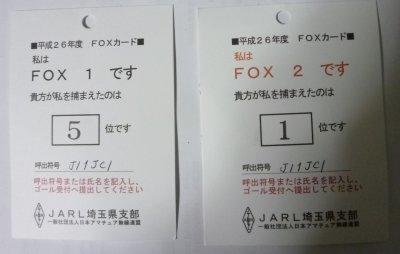 ■平成26年度 FOXカード■
私は
FOX 1 です
貴方が私を捕まえたのは
5 位です
呼出符号 JI1JCI
呼出符号または氏名を記入し、
ゴール受付へ提出してください
JARL埼玉県支部
一般社団法人日本アマチュア無線連盟
■平成26年度 FOXカード■
私は
FOX 2 です
貴方が私を捕まえたのは
1 位です
呼出符号 JI1JCI
呼出符号または氏名を記入し、
ゴール受付へ提出してください
JARL埼玉県支部
一般社団法人日本アマチュア無線連盟